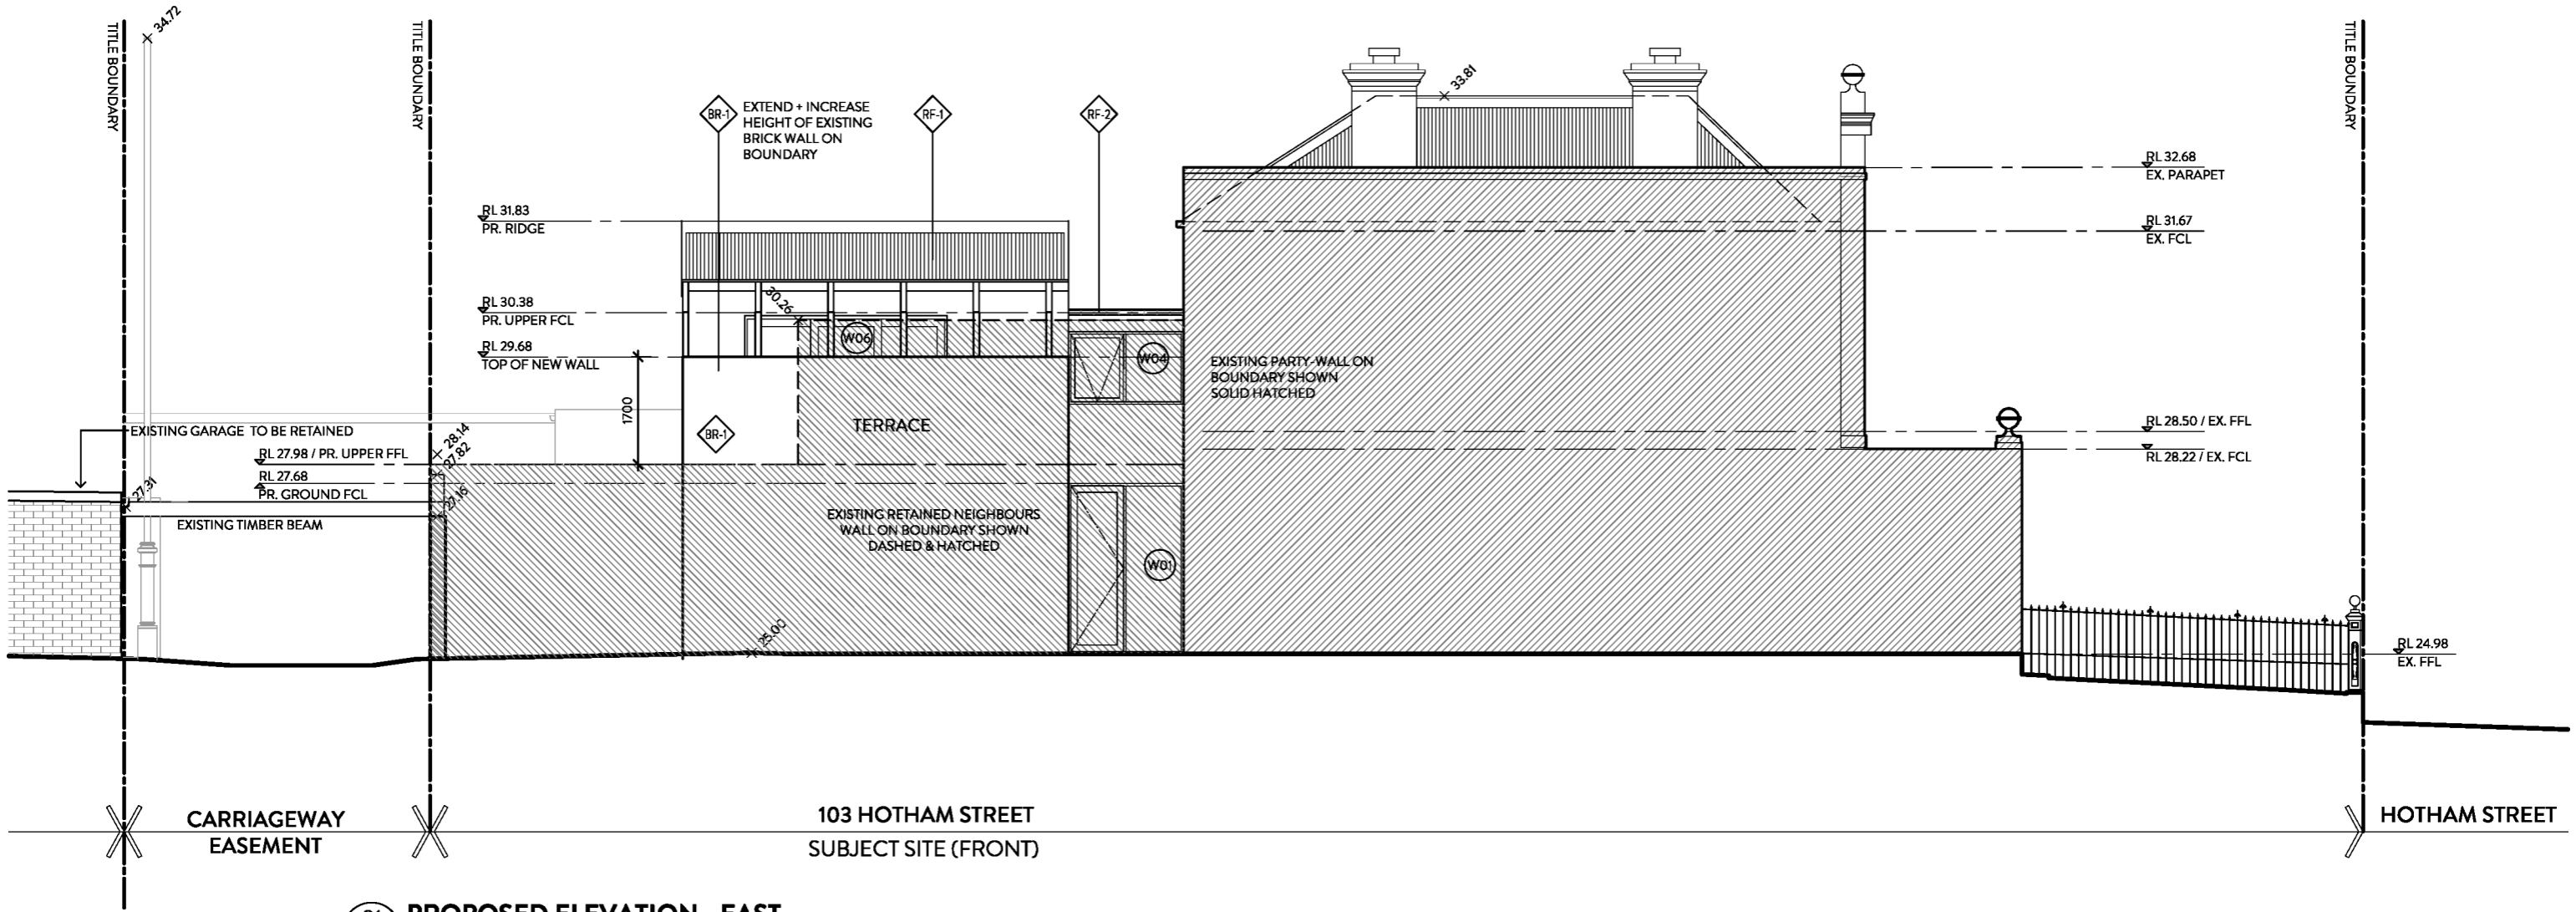 TITLE BOUNDARY
34.72
TITLE BOUNDARY
TITLE BOUNDARY
BR-1
EXTEND + INCREASE
HEIGHT OF EXISTING
BRICK WALL ON
BOUNDARY
RF-1
RF-2
33.81
RL 32.68
EX. PARAPET
RL 31.83
PR. RIDGE
RL 31.67
EX. FCL
RL 30.38
PR. UPPER FCL
30.26
W06
RL 29.68
TOP OF NEW WALL
W04
EXISTING PARTY-WALL ON
BOUNDARY SHOWN
SOLID HATCHED
1700
BR-1
TERRACE
EXISTING GARAGE TO BE RETAINED
28.14
RL 28.50 / EX. FFL
RL 27.98 / PR. UPPER FFL
27.82
RL 28.22 / EX. FCL
RL 27.68
PR. GROUND FCL
27.31
27.16
EXISTING TIMBER BEAM
EXISTING RETAINED NEIGHBOURS
WALL ON BOUNDARY SHOWN
DASHED & HATCHED
W01
25.00
RL 24.98
EX. FFL
CARRIAGEWAY
EASEMENT
103 HOTHAM STREET
SUBJECT SITE (FRONT)
HOTHAM STREET
PROPOSED ELEVATION - EAST